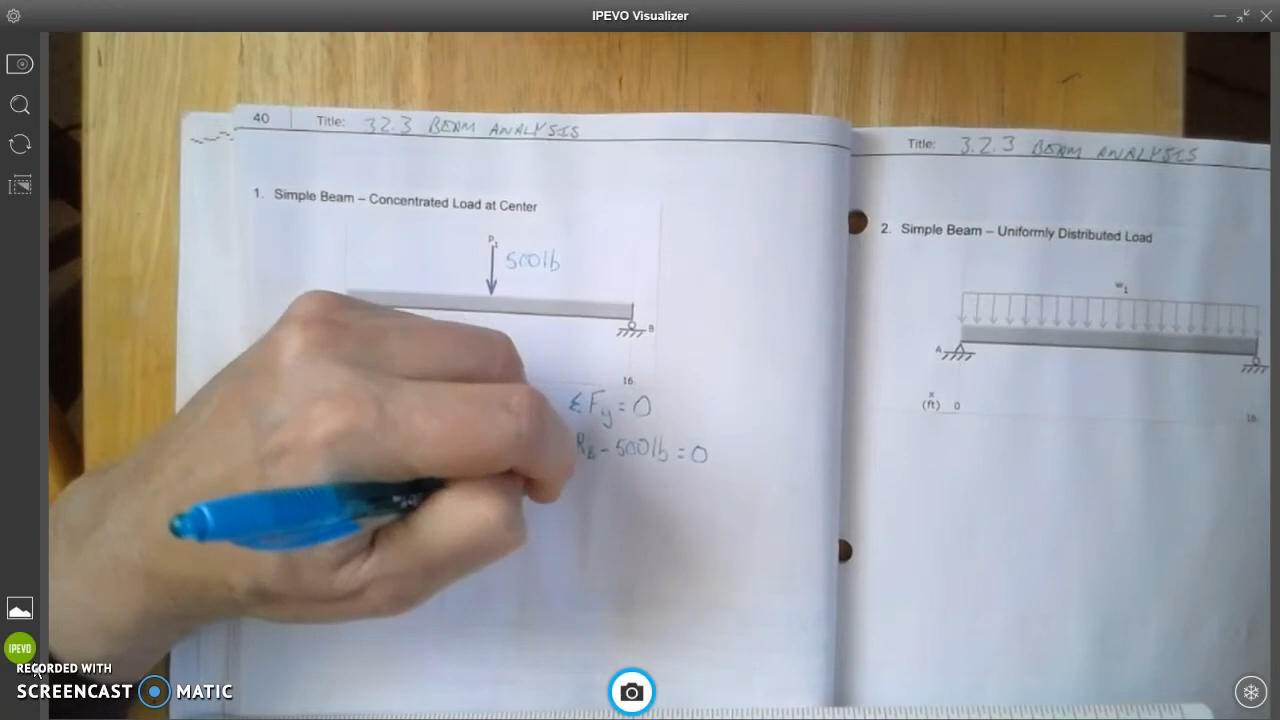 IPEVO Visualizer
40 Title: 3.2.3 BEAM ANALYSIS
1. Simple Beam – Concentrated Load at Center
P1
500lb
B
16
ΣFy = 0
RB - 500lb = 0
Title: 3.2.3 BEAM ANALYSIS
2. Simple Beam – Uniformly Distributed Load
w1
A
x
(ft) 0
16
IPEVO
RECORDED WITH
SCREENCAST MATIC